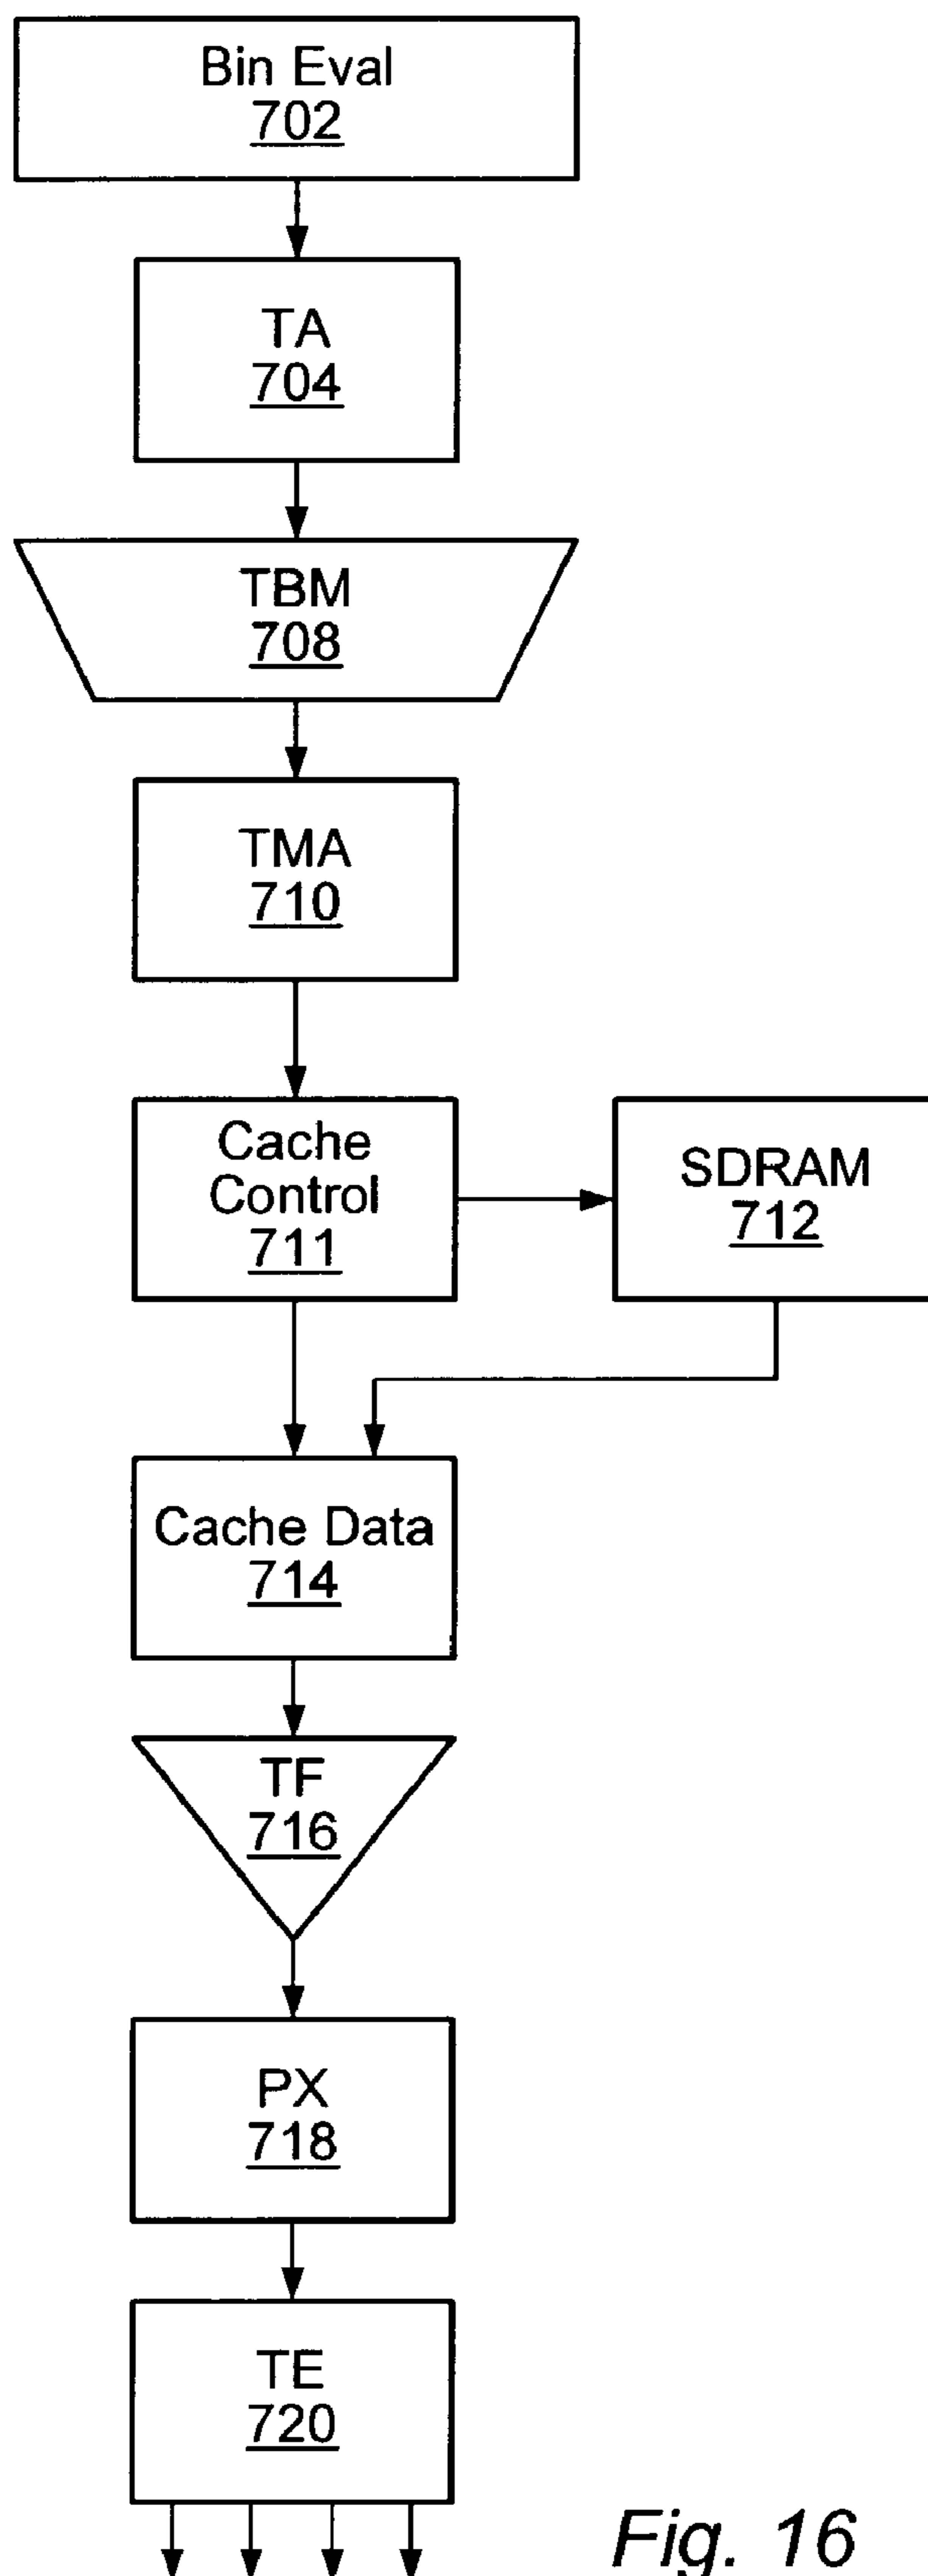 Bin Eval
702
TA
704
TBM
708
TMA
710
Cache
Control
711
SDRAM
712
Cache Data
714
TF
716
PX
718
TE
720
Fig. 16